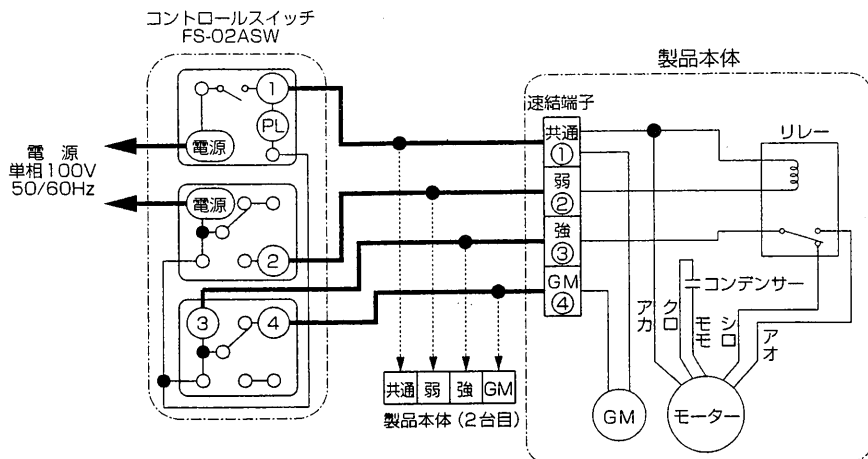 コントロールスイッチ
FS-02ASW
製品本体
速結端子
共通
①
弱
②
強
③
GM
④
リレー
コンデンサー
アカ
クロ
モモ
シロ
アオ
GM
モーター
電源
単相100V
50/60Hz
1
PL
電源
電源
2
3
4
共通 弱 強 GM
製品本体(2台目)